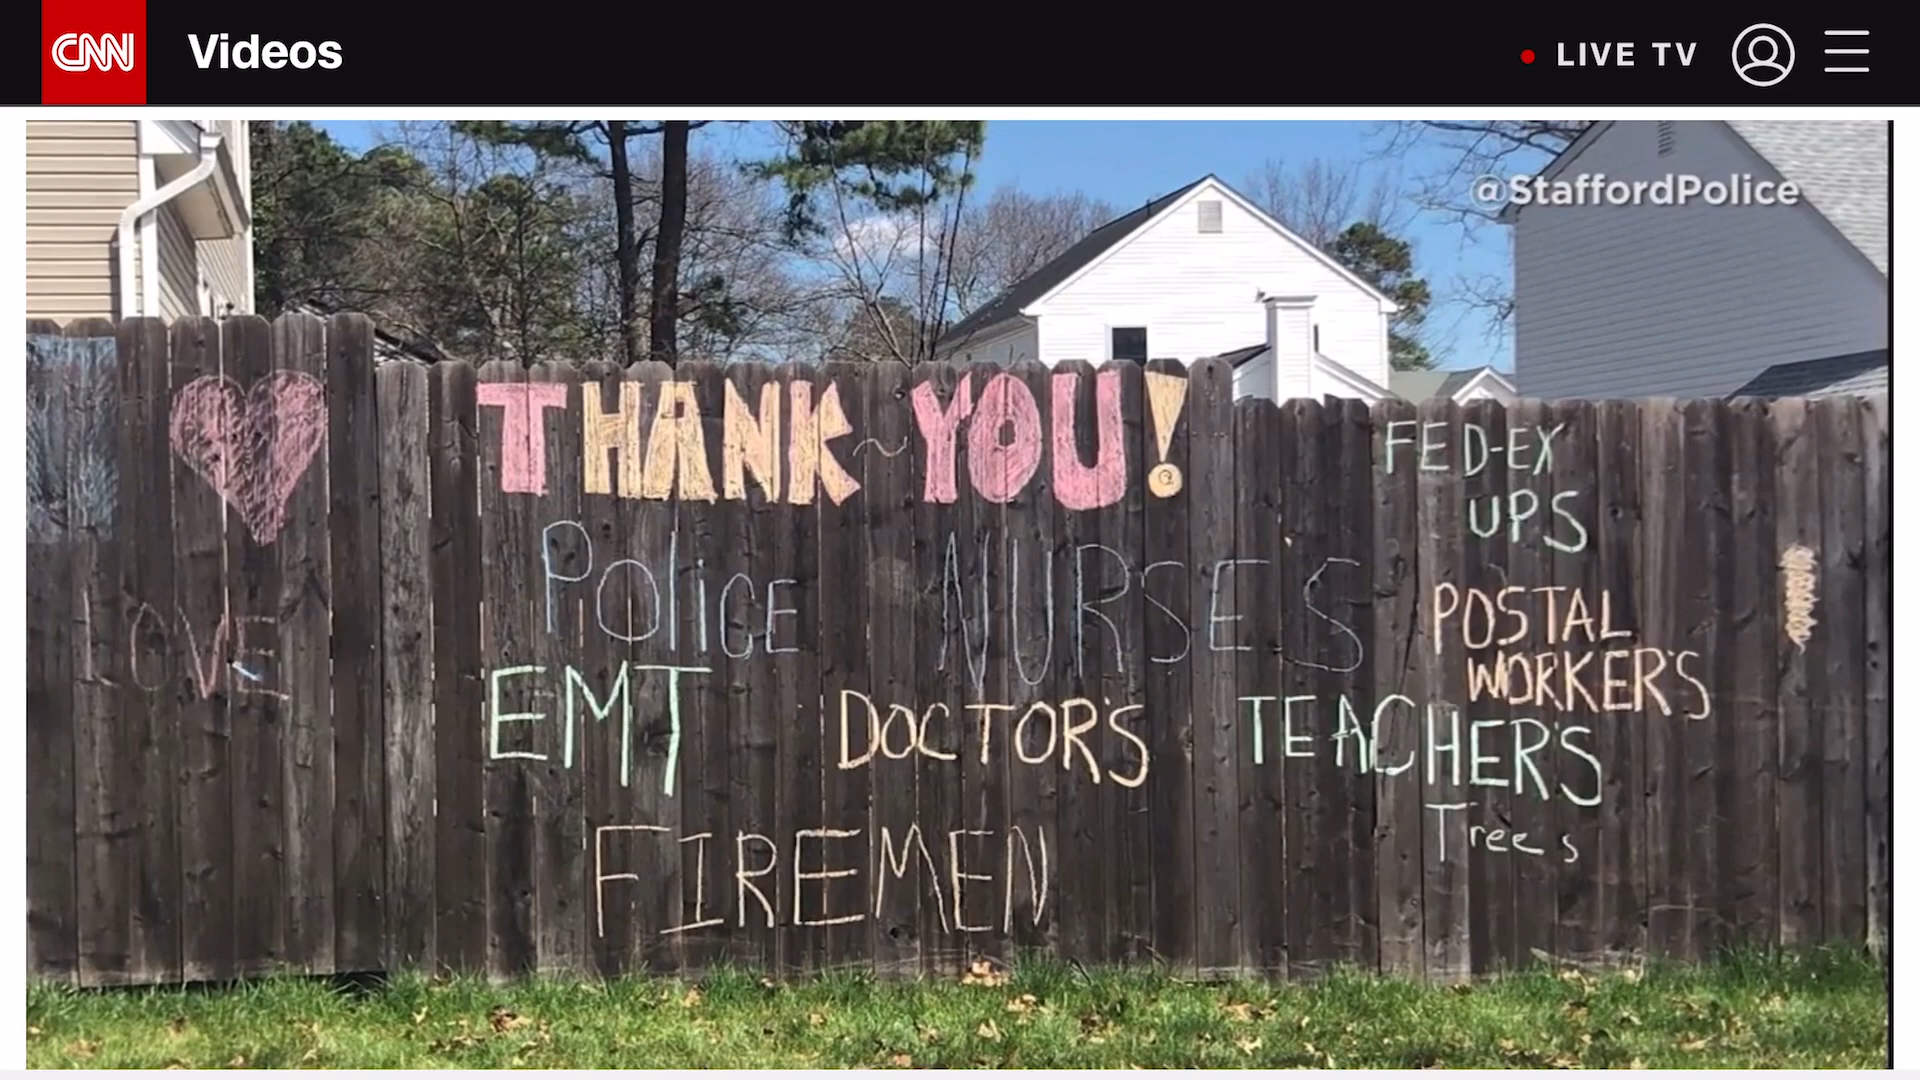 CNN Videos LIVE TV
@StaffordPolice
THANK YOU!
FED-EX
UPS
POLiCE NURSES
POSTAL
WORKER'S
OVE
EMT DOCTOR'S TEACHER'S
Trees
FIREMEN